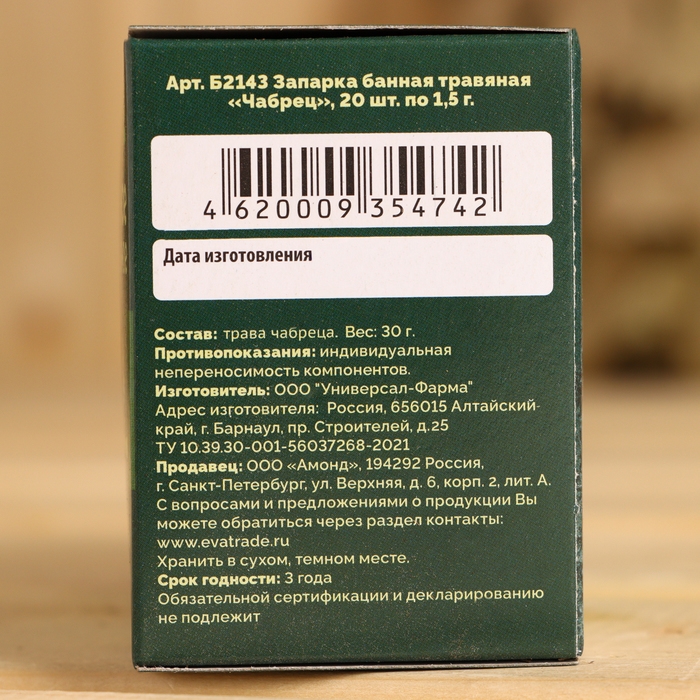 Арт. Б2143 Запарка банная травяная
«Чабрец», 20 шт. по 1,5 г.
4 620009 354742
Дата изготовления
Состав: трава чабреца. Вес: 30 г.
Противопоказания: индивидуальная
непереносимость компонентов.
Изготовитель: ООО "Универсал-Фарма"
Адрес изготовителя: Россия, 656015 Алтайский
край, г. Барнаул, пр. Строителей, д.25
ТУ 10.39.30-001-56037268-2021
Продавец: ООО «Амонд», 194292 Россия,
г. Санкт-Петербург, ул. Верхняя, д. 6, корп. 2, лит. А.
С вопросами и предложениями о продукции Вы
можете обратиться через раздел контакты:
www.evatrade.ru
Хранить в сухом, темном месте.
Срок годности: 3 года
Обязательной сертификации и декларированию
не подлежит